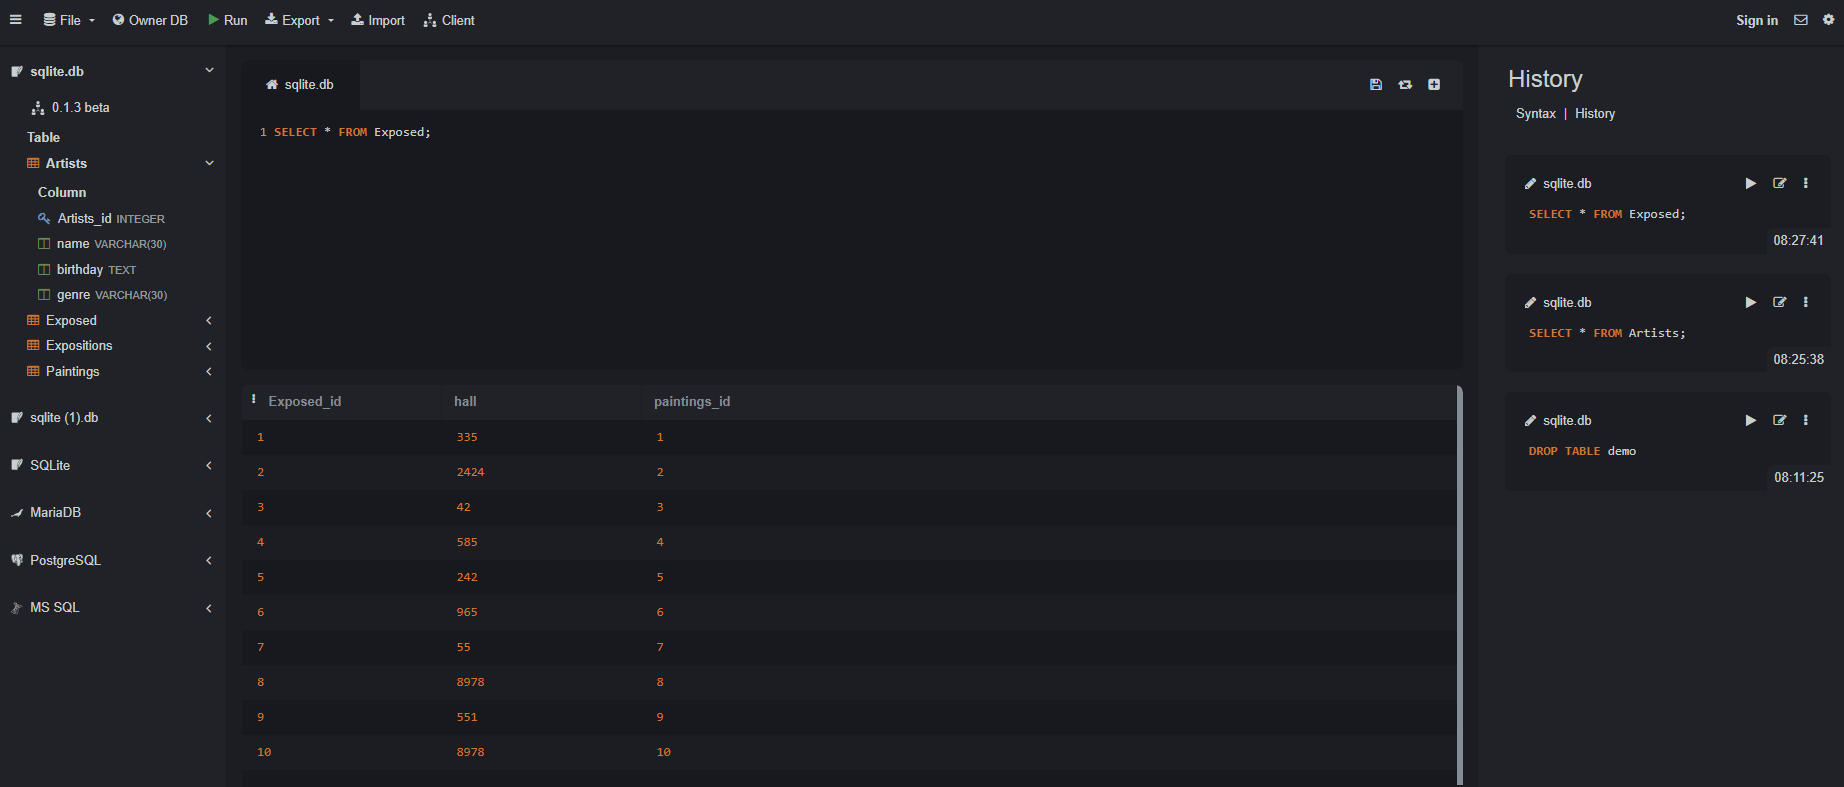 File Owner DB Run Export Import Client Sign in
sqlite.db
0.1.3 beta
Table
Artists
Column
Artists_id INTEGER
name VARCHAR(30)
birthday TEXT
genre VARCHAR(30)
Exposed
Expositions
Paintings
sqlite (1).db
SQLite
MariaDB
PostgreSQL
MS SQL
sqlite.db
1 SELECT * FROM Exposed;
Exposed_id hall paintings_id
1 335 1
2 2424 2
3 42 3
4 585 4
5 242 5
6 965 6
7 55 7
8 8978 8
9 551 9
10 8978 10
History
Syntax | History
sqlite.db
SELECT * FROM Exposed;
08:27:41
sqlite.db
SELECT * FROM Artists;
08:25:38
sqlite.db
DROP TABLE demo
08:11:25